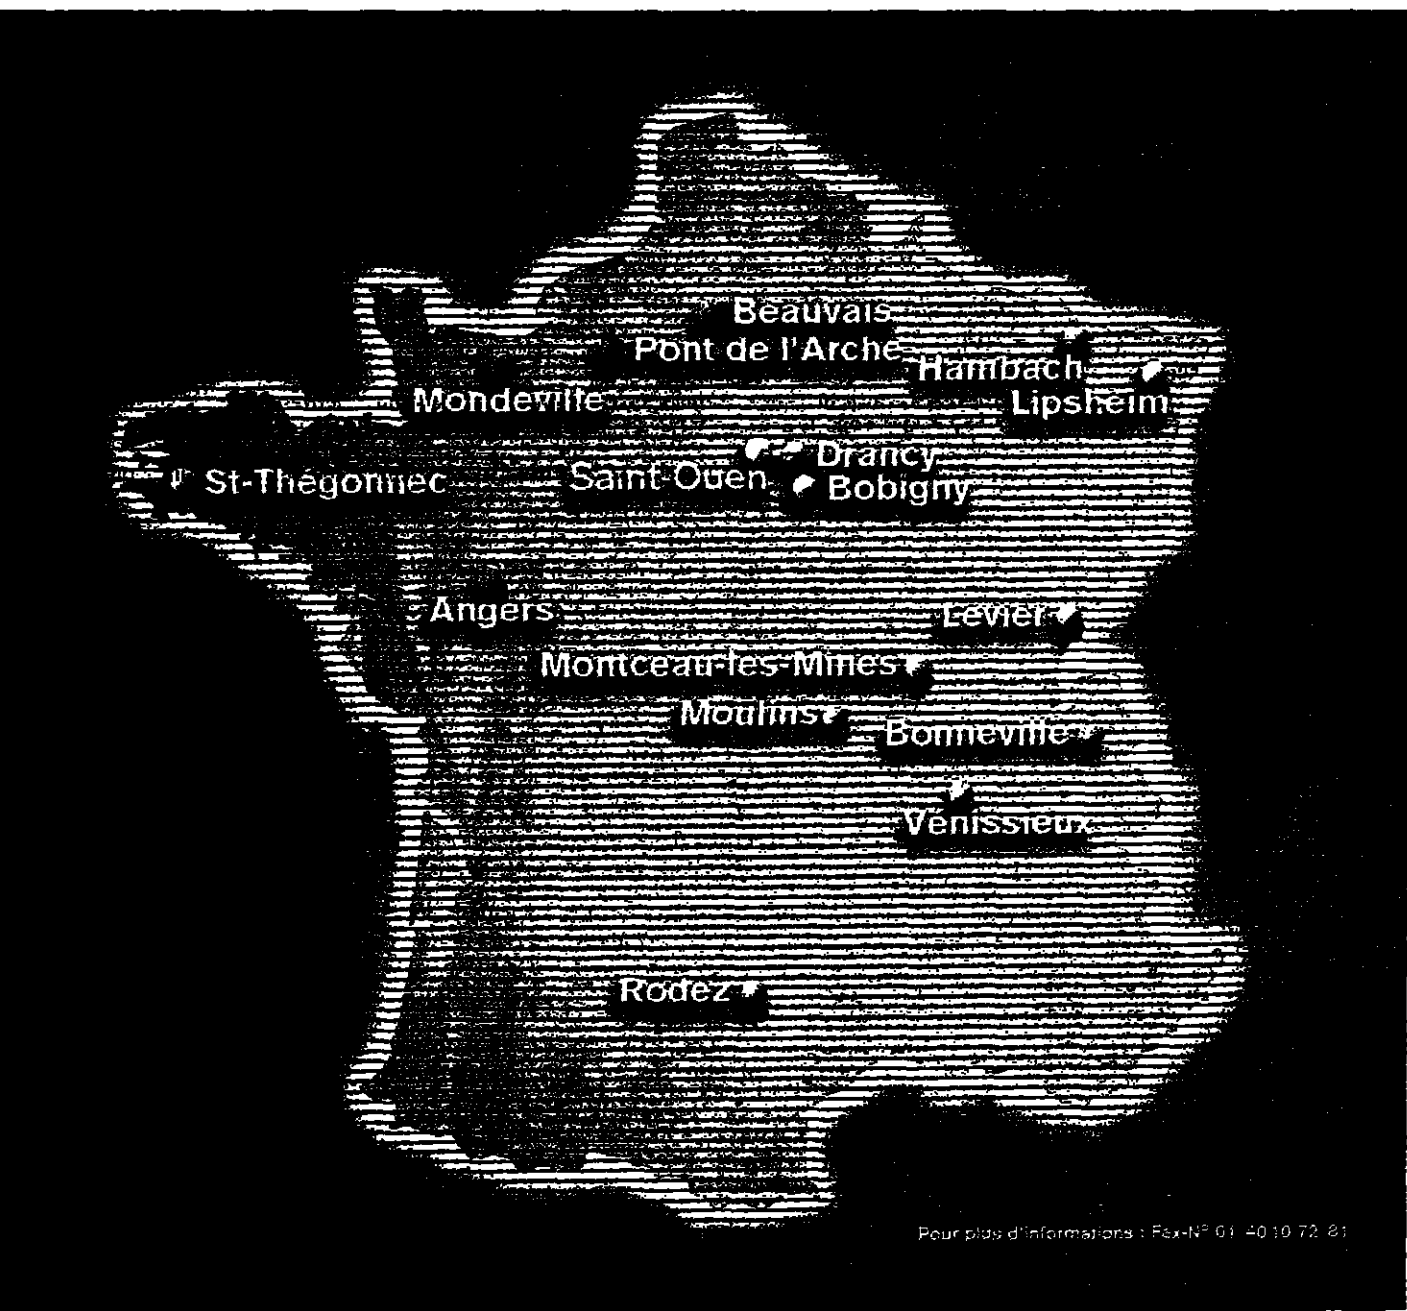 Beauvais
Pont de l'Arche
Hambach
Lipsheim
Mondeville
Drancy
Saint-Ouen
Bobigny
St-Thégonnec
Angers
Levier
Montceau-les-Mines
Moulins
Bonneville
Vénissieux
Rodez
Pour plus d'informations : Fax-N° 01 40 10 72 81